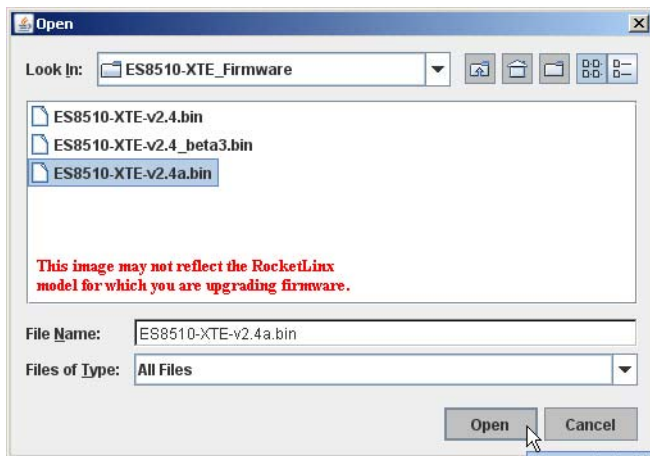 Open
Look In: ES8510-XTE_Firmware
ES8510-XTE-v2.4.bin
ES8510-XTE-v2.4_beta3.bin
ES8510-XTE-v2.4a.bin
This image may not reflect the RocketLinx
model for which you are upgrading firmware.
File Name: ES8510-XTE-v2.4a.bin
Files of Type: All Files
Open Cancel